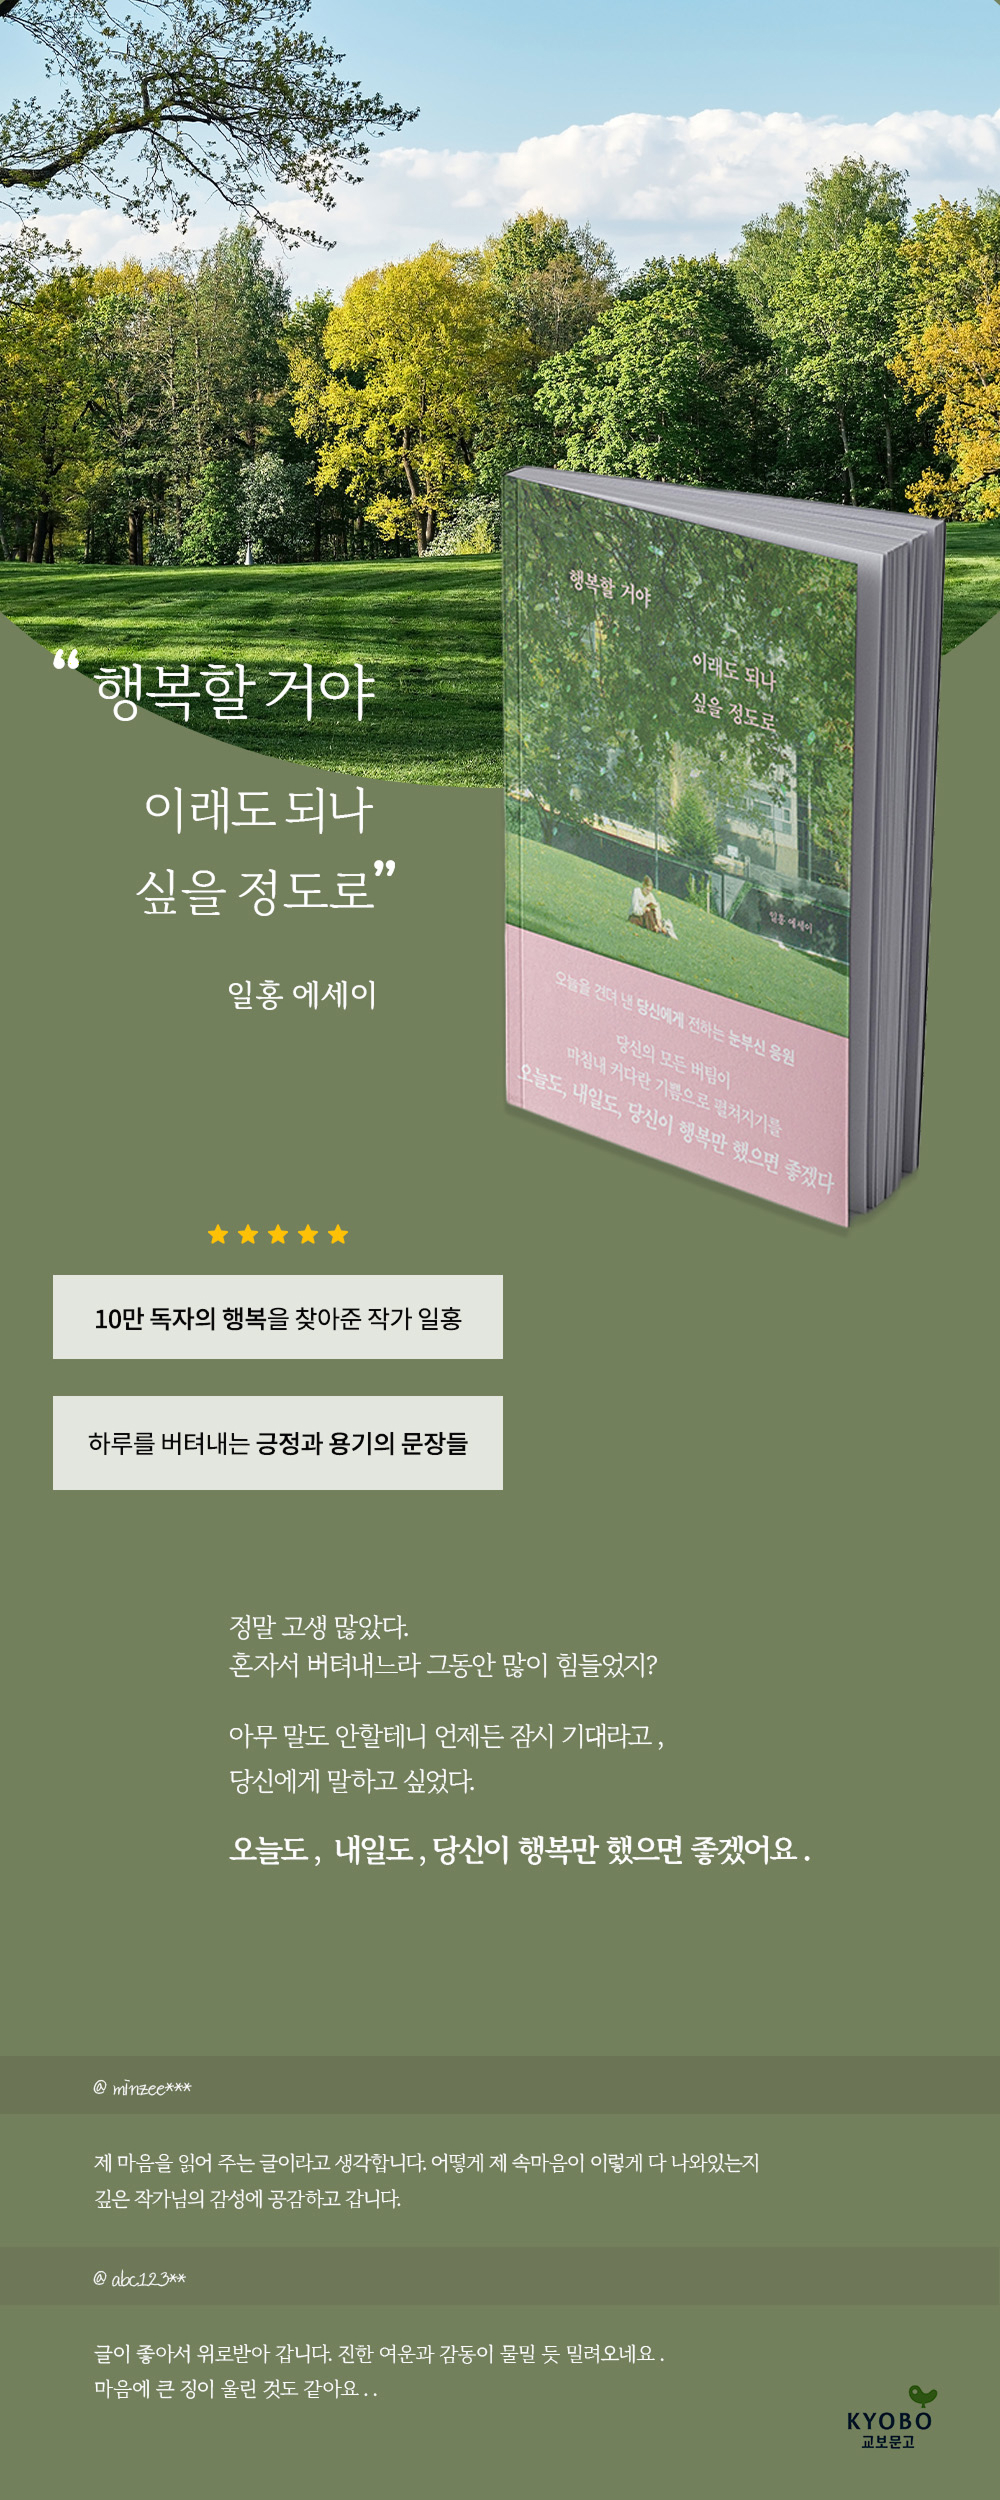 “ 행복할 거야
이래도 되나
싶을 정도로”
일홍 에세이
행복할 거야
이래도 되나
싶을 정도로
일홍 에세이
오늘을 견뎌 낸 당신에게 전하는 눈부신 응원
당신의 모든 버팀이
마침내 커다란 기쁨으로 펼쳐지기를
오늘도, 내일도, 당신이 행복만 했으면 좋겠다
10만 독자의 행복을 찾아준 작가 일홍
하루를 버텨내는 긍정과 용기의 문장들
정말 고생 많았다.
혼자서 버텨내느라 그동안 많이 힘들었지?
아무 말도 안할테니 언제든 잠시 기대라고 ,
당신에게 말하고 싶었다.
오늘도 , 내일도 , 당신이 행복만 했으면 좋겠어요 .
@ minzee***
제 마음을 읽어 주는 글이라고 생각합니다. 어떻게 제 속마음이 이렇게 다 나와있는지
깊은 작가님의 감성에 공감하고 갑니다.
@ abc123**
글이 좋아서 위로받아 갑니다. 진한 여운과 감동이 물밀 듯 밀려오네요 .
마음에 큰 징이 울린 것도 같아요 . .
KYOBO
교보문고